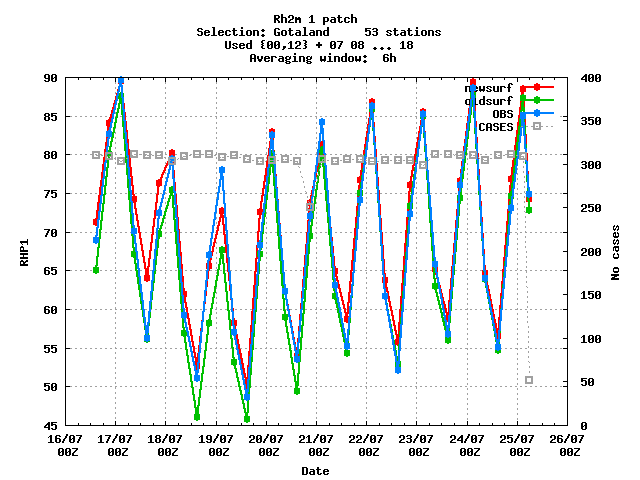 Rh2m 1 patch
Selection: Gotaland 53 stations
Used {00,12} + 07 08 ... 18
Averaging window: 6h
newsurf
oldsurf
OBS
CASES
90
85
80
75
70
65
60
55
50
45
RHP1
400
350
300
250
200
150
100
50
0
No cases
16/07 17/07 18/07 19/07 20/07 21/07 22/07 23/07 24/07 25/07 26/07
00Z 00Z 00Z 00Z 00Z 00Z 00Z 00Z 00Z 00Z 00Z
Date